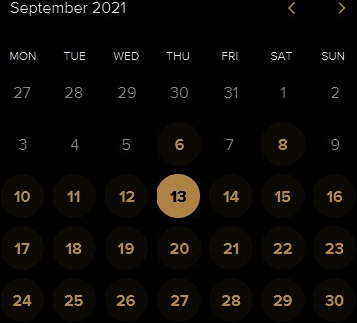 September 2021 < >
MON TUE WED THU FRI SAT SUN
27 28 29 30 31 1 2
3 4 5 6 7 8 9
10 11 12 13 14 15 16
17 18 19 20 21 22 23
24 25 26 27 28 29 30